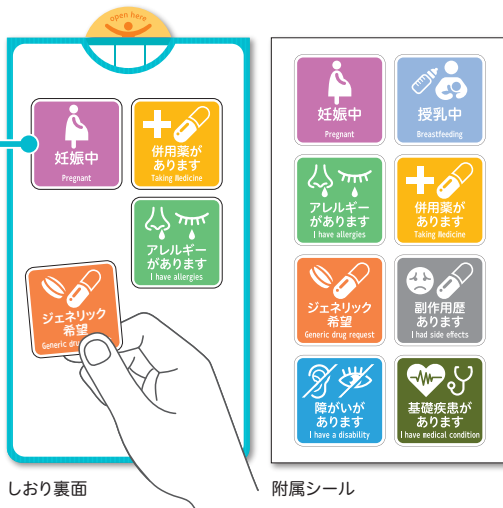 open here
妊娠中
Pregnant
併用薬が
あります
Taking Medicine
アレルギー
があります
I have allergies
ジェネリック
希望
Generic dru
妊娠中
Pregnant
授乳中
Breastfeeding
アレルギー
があります
I have allergies
併用薬が
あります
Taking Medicine
ジェネリック
希望
Generic drug request
副作用歴
あります
I had side effects
障がいが
あります
I have a disability
基礎疾患が
あります
I have medical condition
しおり裏面
附属シール